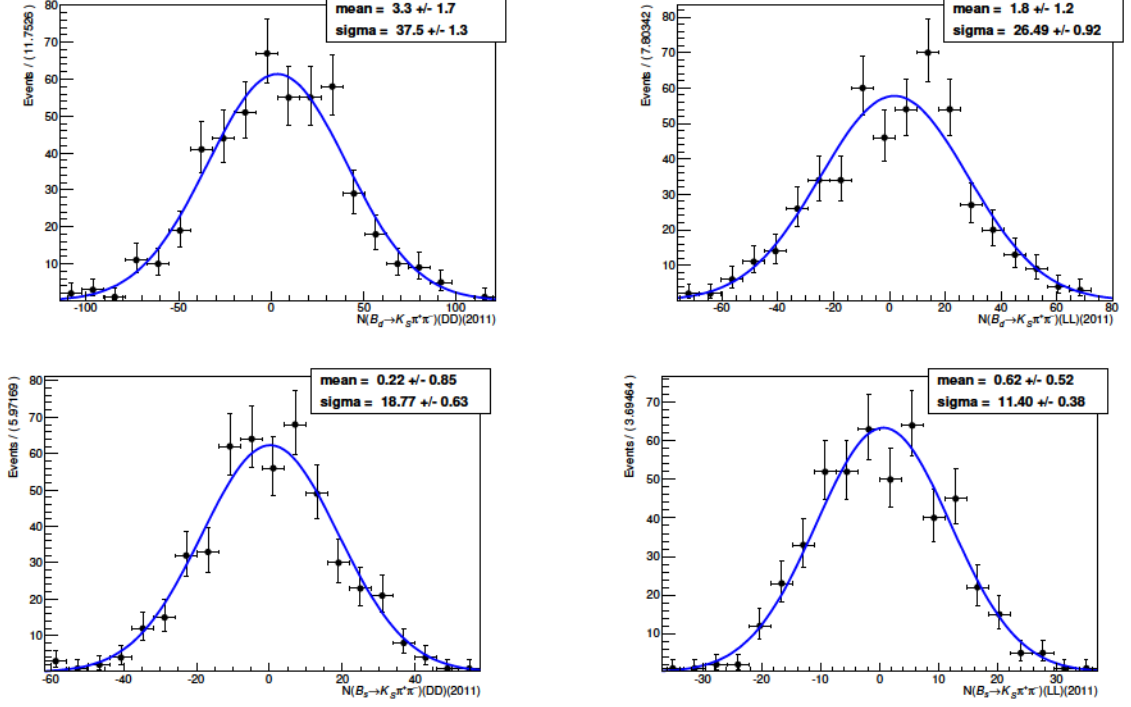 mean = 3.3 +/- 1.7
sigma = 37.5 +/- 1.3
Events / ( 11.7526 )
80
70
60
50
40
30
20
10
-100 -50 0 50 100
N(B_d→K_Sπ⁺π⁻)(DD)(2011)
mean = 1.8 +/- 1.2
sigma = 26.49 +/- 0.92
Events / ( 7.80342 )
80
70
60
50
40
30
20
10
-60 -40 -20 0 20 40 60 80
N(B_d→K_Sπ⁺π⁻)(LL)(2011)
mean = 0.22 +/- 0.85
sigma = 18.77 +/- 0.63
Events / ( 5.97169 )
80
70
60
50
40
30
20
10
-60 -40 -20 0 20 40
N(B_s→K_Sπ⁺π⁻)(DD)(2011)
mean = 0.62 +/- 0.52
sigma = 11.40 +/- 0.38
Events / ( 3.69464 )
70
60
50
40
30
20
10
-30 -20 -10 0 10 20 30
N(B_s→K_Sπ⁺π⁻)(LL)(2011)